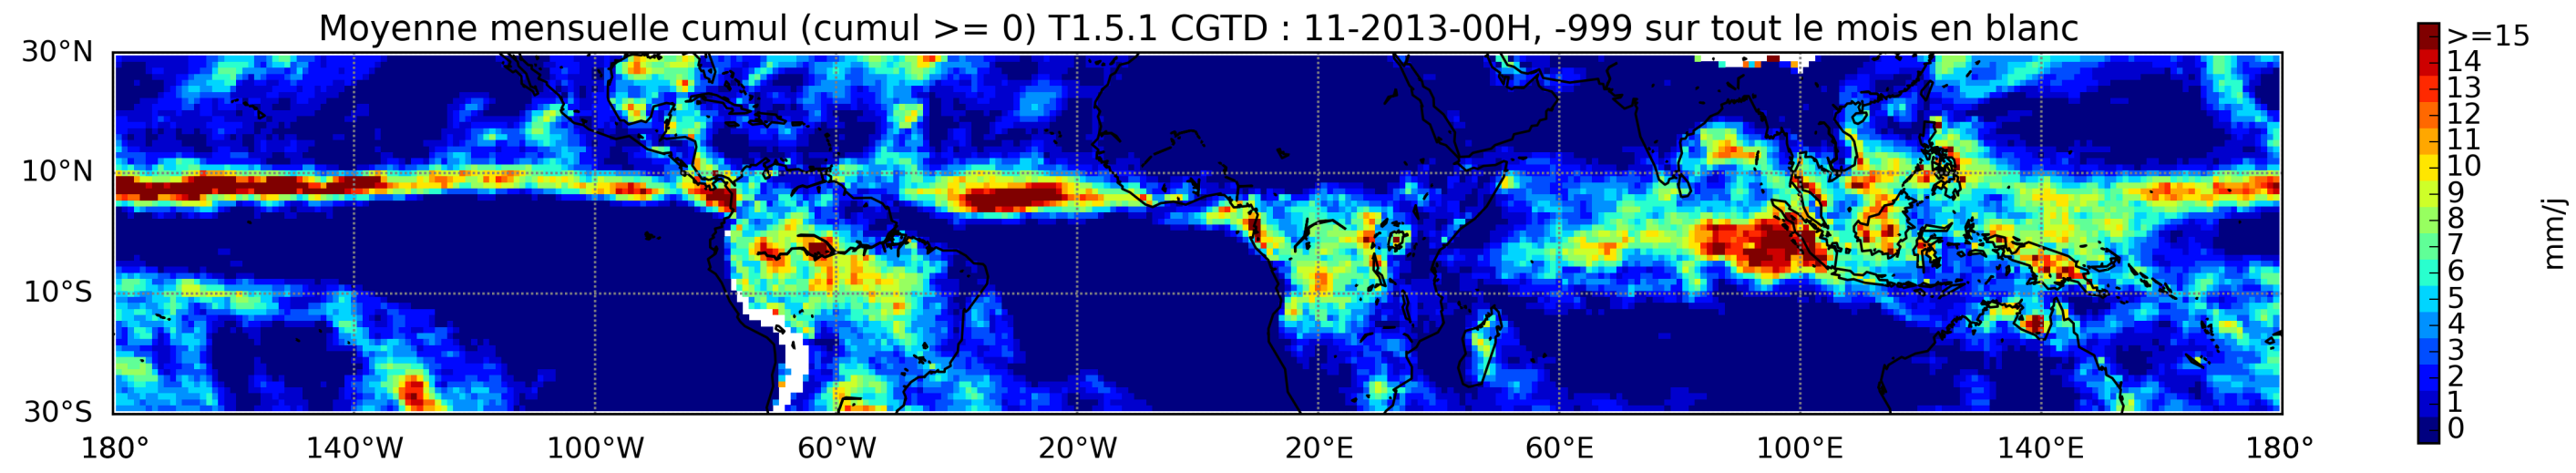 Moyenne mensuelle cumul (cumul >= 0) T1.5.1 CGTD : 11-2013-00H, -999 sur tout le mois en blanc
30°N
10°N
10°S
30°S
180°
140°W
100°W
60°W
20°W
20°E
60°E
100°E
140°E
180°
>=15
14
13
12
11
10
9
8
7
6
5
4
3
2
1
0
mm/j